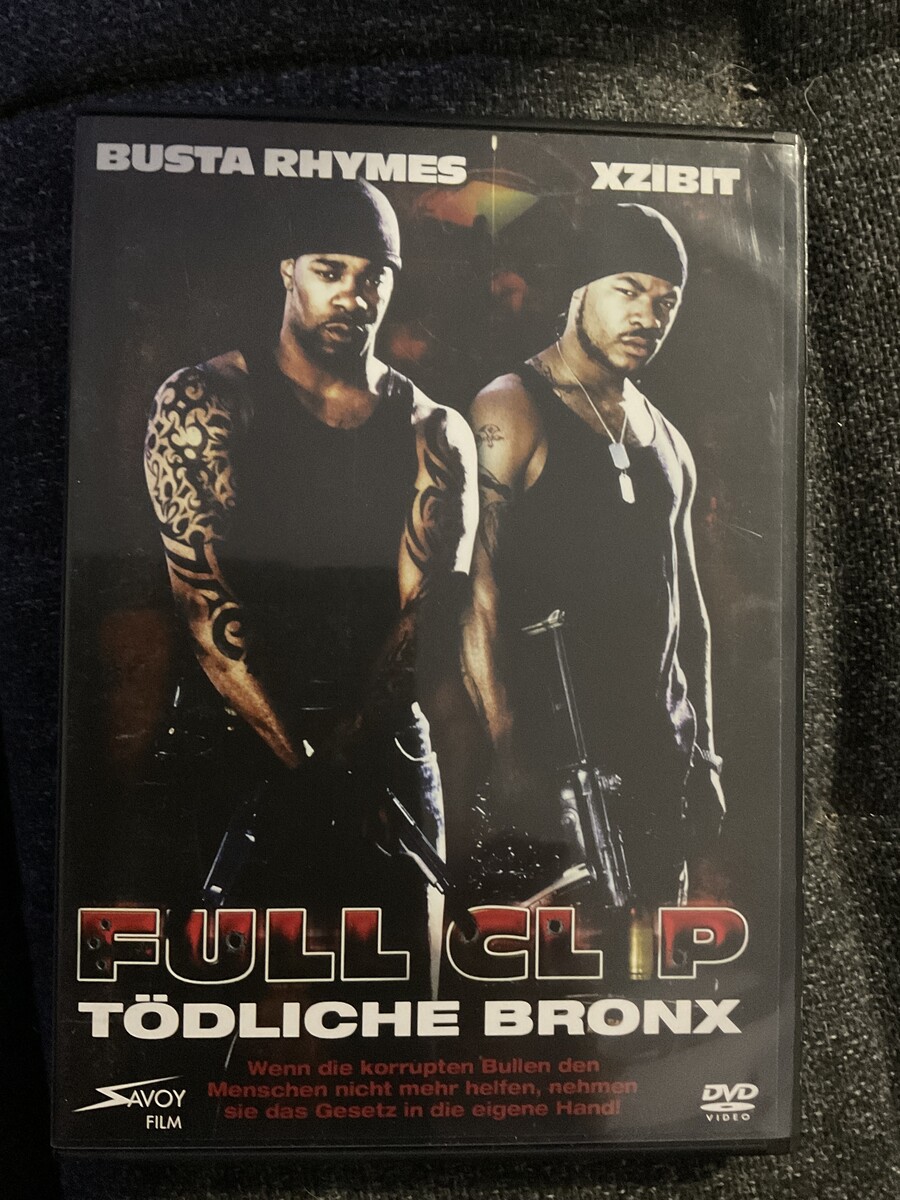 BUSTA RHYMES XZIBIT
FULL CLIP
TÖDLICHE BRONX
Wenn die korrupten Bullen den
Menschen nicht mehr helfen, nehmen
sie das Gesetz in die eigene Hand!
SAVOY
FILM
DVD
VIDEO